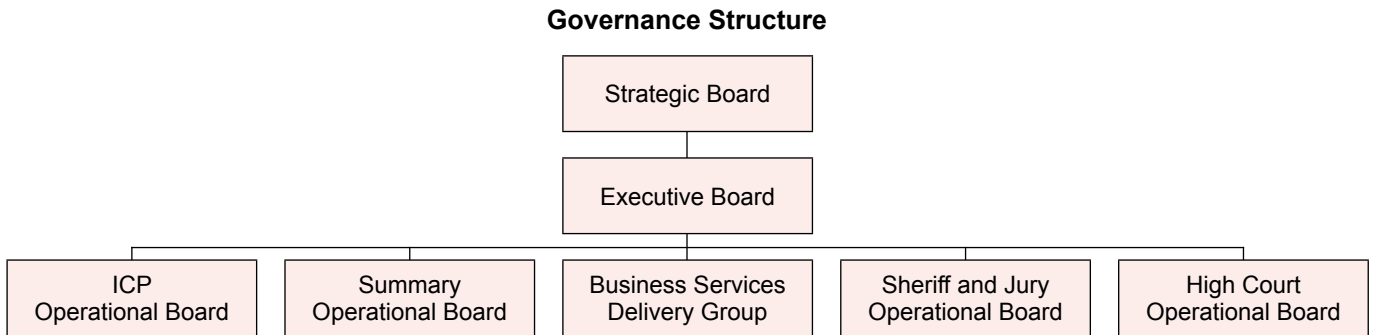 Governance Structure
Strategic Board
Executive Board
ICP
Operational Board
Summary
Operational Board
Business Services
Delivery Group
Sheriff and Jury
Operational Board
High Court
Operational Board